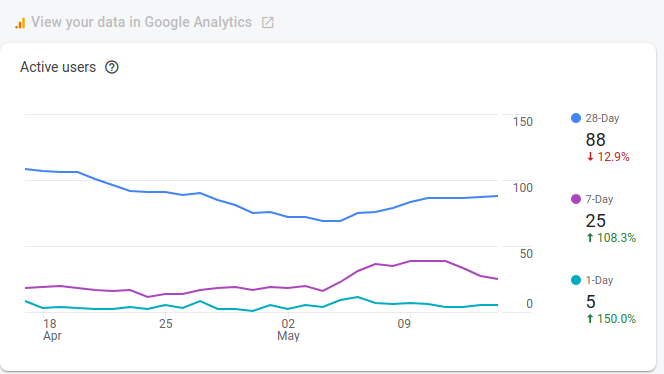 View your data in Google Analytics
Active users
150
100
50
0
18
Apr
25
02
May
09
28-Day
88
↓ 12.9%
7-Day
25
↑ 108.3%
1-Day
5
↑ 150.0%